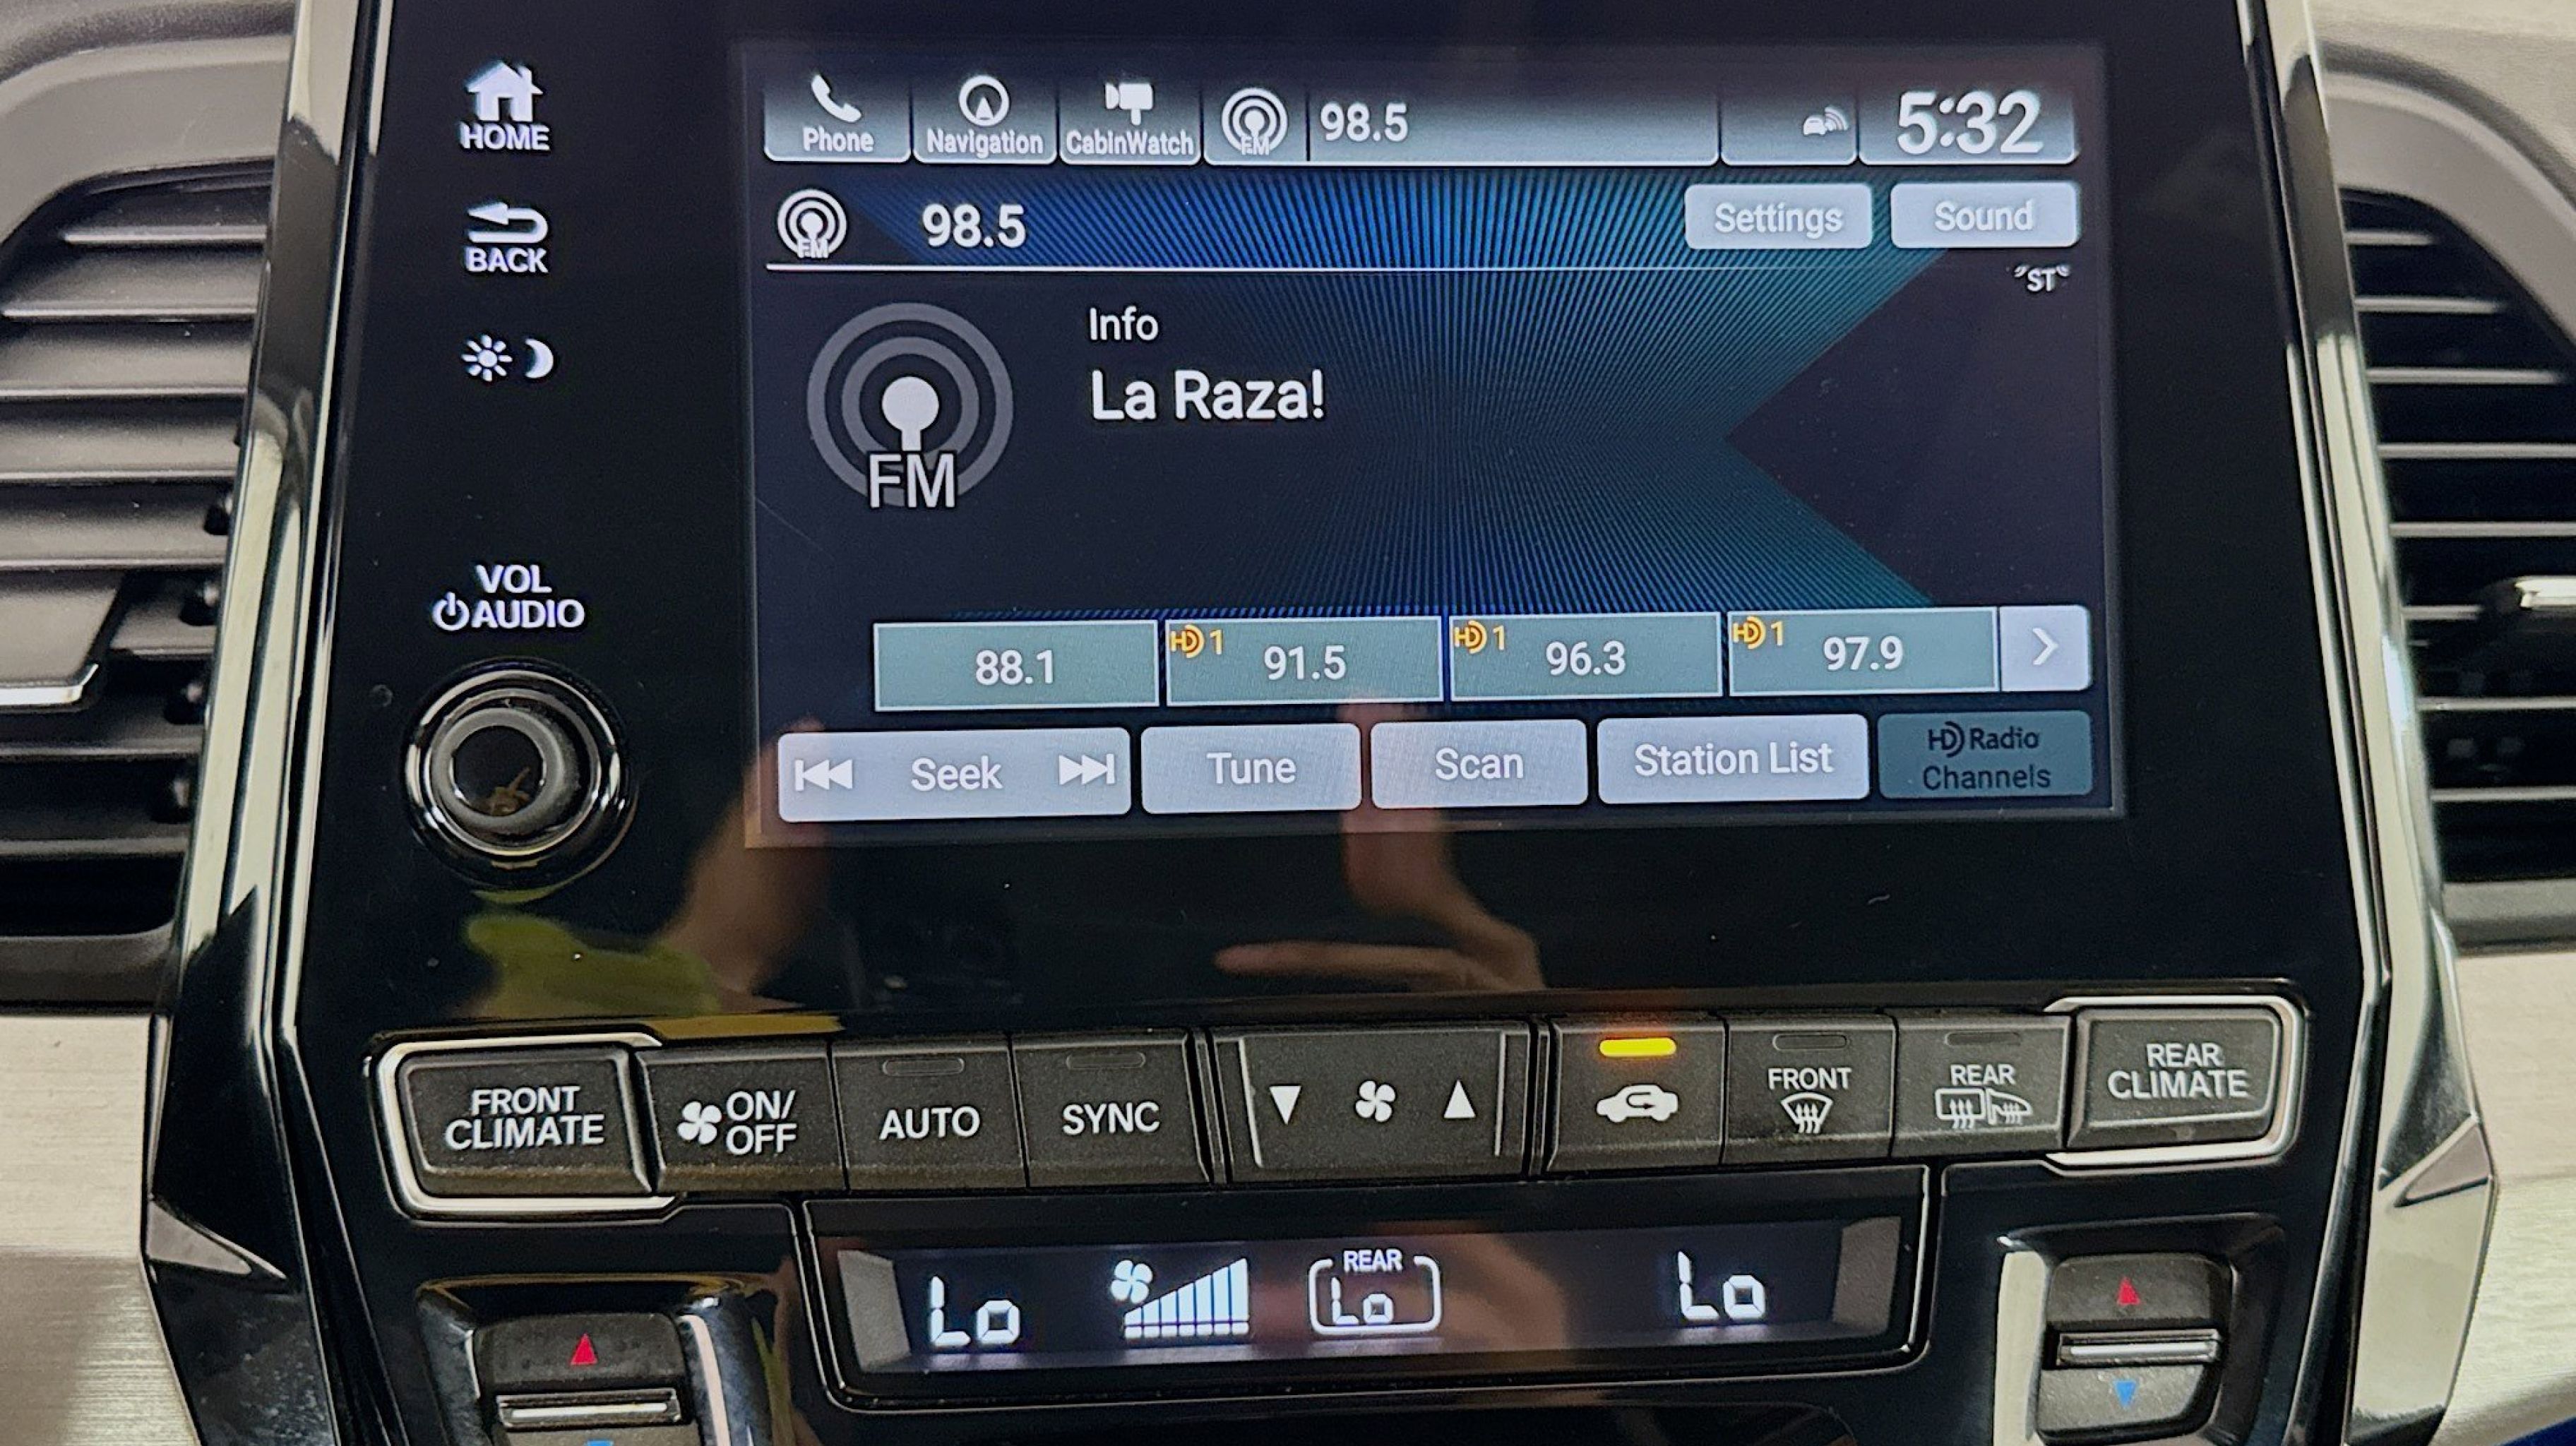 HOME
BACK
VOL
AUDIO
Phone
Navigation
CabinWatch
FM
98.5
5:32
FM
98.5
Settings
Sound
"ST"
Info
La Raza!
FM
88.1
HD 1
91.5
HD 1
96.3
HD 1
97.9
Seek
Tune
Scan
Station List
HD Radio
Channels
FRONT
CLIMATE
ON/
OFF
AUTO
SYNC
FRONT
REAR
REAR
CLIMATE
Lo
REAR
Lo
Lo